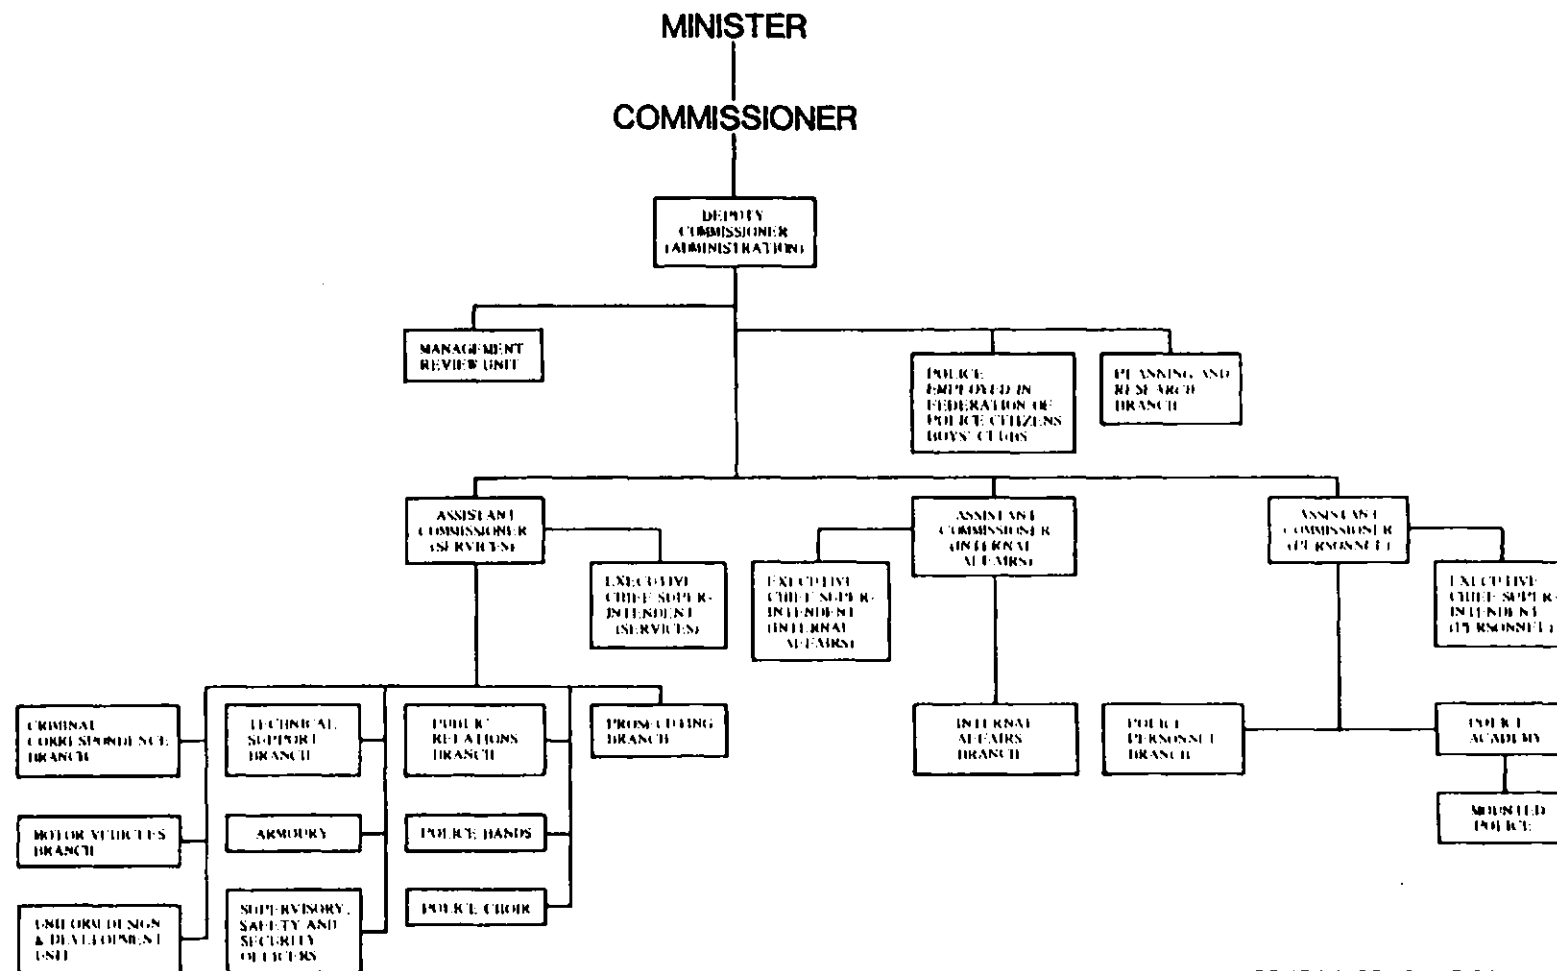 MINISTER
COMMISSIONER
DEPUTY
COMMISSIONER
(ADMINISTRATION)
MANAGEMENT
REVIEW UNIT
POLICE
EMPLOYED IN
FEDERATION OF
POLICE CITIZENS
BOYS' CLUBS
PLANNING AND
RESEARCH
BRANCH
ASSISTANT
COMMISSIONER
(SERVICES)
EXECUTIVE
CHIEF SUPER-
INTENDENT
(SERVICES)
ASSISTANT
COMMISSIONER
(INTERNAL
AFFAIRS)
EXECUTIVE
CHIEF SUPER-
INTENDENT
(INTERNAL
AFFAIRS)
ASSISTANT
COMMISSIONER
(PERSONNEL)
EXECUTIVE
CHIEF SUPER-
INTENDENT
(PERSONNEL)
CRIMINAL
CORRESPONDENCE
BRANCH
TECHNICAL
SUPPORT
BRANCH
PUBLIC
RELATIONS
BRANCH
PROSECUTING
BRANCH
INTERNAL
AFFAIRS
BRANCH
POLICE
PERSONNEL
BRANCH
POLICE
ACADEMY
MOTOR VEHICLES
BRANCH
ARMOURY
POLICE BANDS
MOUNTED
POLICE
UNIFORM DESIGN
& DEVELOPMENT
UNIT
SUPERVISORY,
SAFETY AND
SECURITY
OFFICERS
POLICE CHOIR